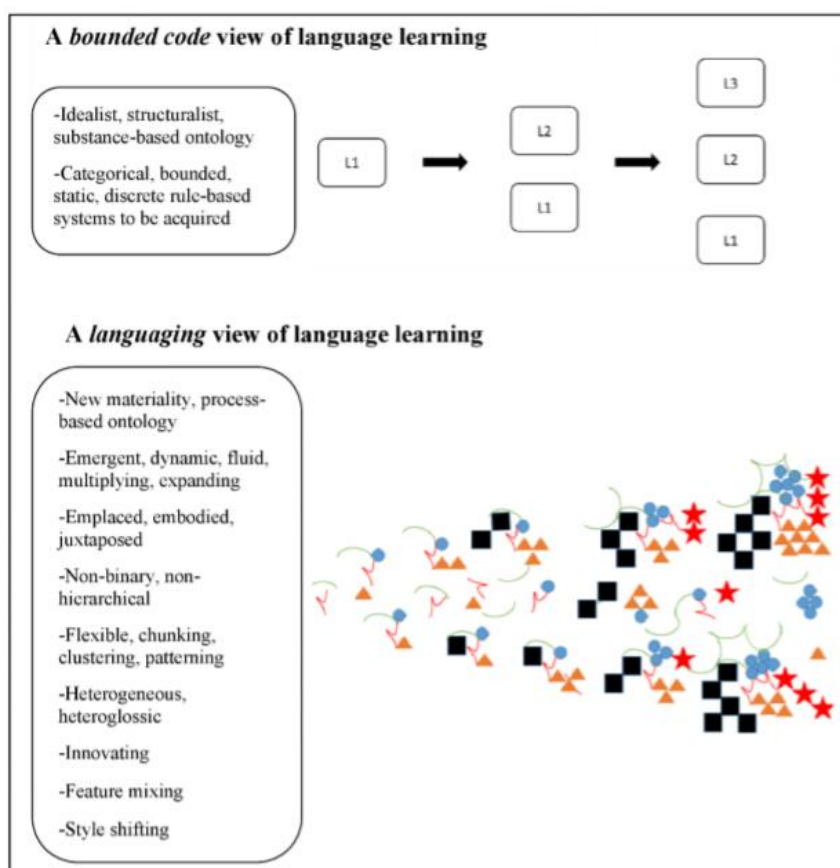 A bounded code view of language learning
-Idealist, structuralist,
substance-based ontology
-Categorical, bounded,
static, discrete rule-based
systems to be acquired
L1
L2
L1
L3
L2
L1
A languaging view of language learning
-New materiality, process-
based ontology
-Emergent, dynamic, fluid,
multiplying, expanding
-Emplaced, embodied,
juxtaposed
-Non-binary, non-
hierarchical
-Flexible, chunking,
clustering, patterning
-Heterogeneous,
heteroglossic
-Innovating
-Feature mixing
-Style shifting